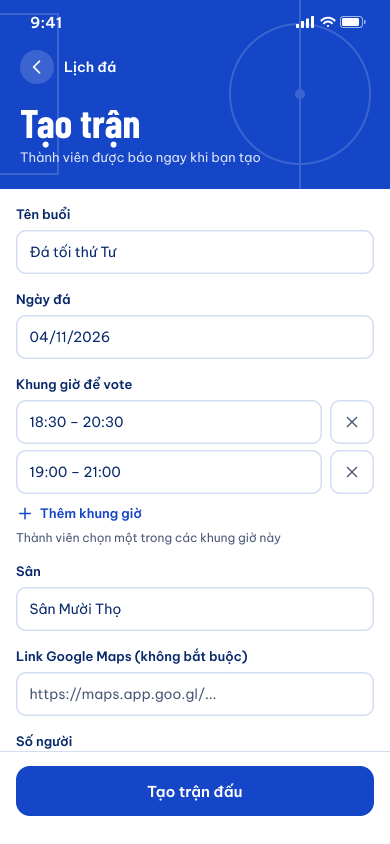 9:41
Lịch đá
Tạo trận
Thành viên được báo ngay khi bạn tạo
Tên buổi
Đá tối thứ Tư
Ngày đá
04/11/2026
Khung giờ để vote
18:30 – 20:30
19:00 – 21:00
Thêm khung giờ
Thành viên chọn một trong các khung giờ này
Sân
Sân Mười Thọ
Link Google Maps (không bắt buộc)
https://maps.app.goo.gl/...
Số người
Tạo trận đấu